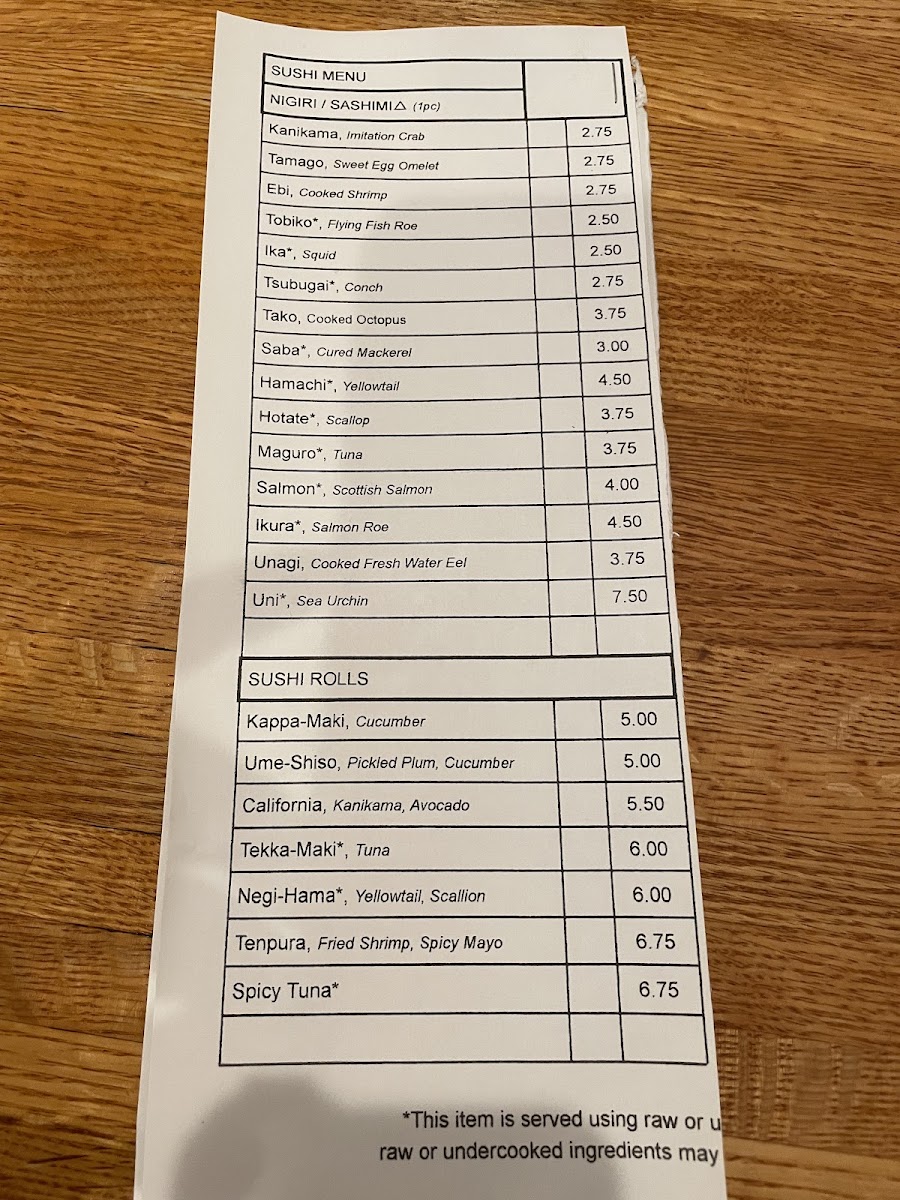 SUSHI MENU
NIGIRI / SASHIMI△ (1pc)
Kanikama, Imitation Crab 2.75
Tamago, Sweet Egg Omelet 2.75
Ebi, Cooked Shrimp 2.75
Tobiko*, Flying Fish Roe 2.50
Ika*, Squid 2.50
Tsubugai*, Conch 2.75
Tako, Cooked Octopus 3.75
Saba*, Cured Mackerel 3.00
Hamachi*, Yellowtail 4.50
Hotate*, Scallop 3.75
Maguro*, Tuna 3.75
Salmon*, Scottish Salmon 4.00
Ikura*, Salmon Roe 4.50
Unagi, Cooked Fresh Water Eel 3.75
Uni*, Sea Urchin 7.50
SUSHI ROLLS
Kappa-Maki, Cucumber 5.00
Ume-Shiso, Pickled Plum, Cucumber 5.00
California, Kanikama, Avocado 5.50
Tekka-Maki*, Tuna 6.00
Negi-Hama*, Yellowtail, Scallion 6.00
Tenpura, Fried Shrimp, Spicy Mayo 6.75
Spicy Tuna* 6.75
*This item is served using raw or u
raw or undercooked ingredients may